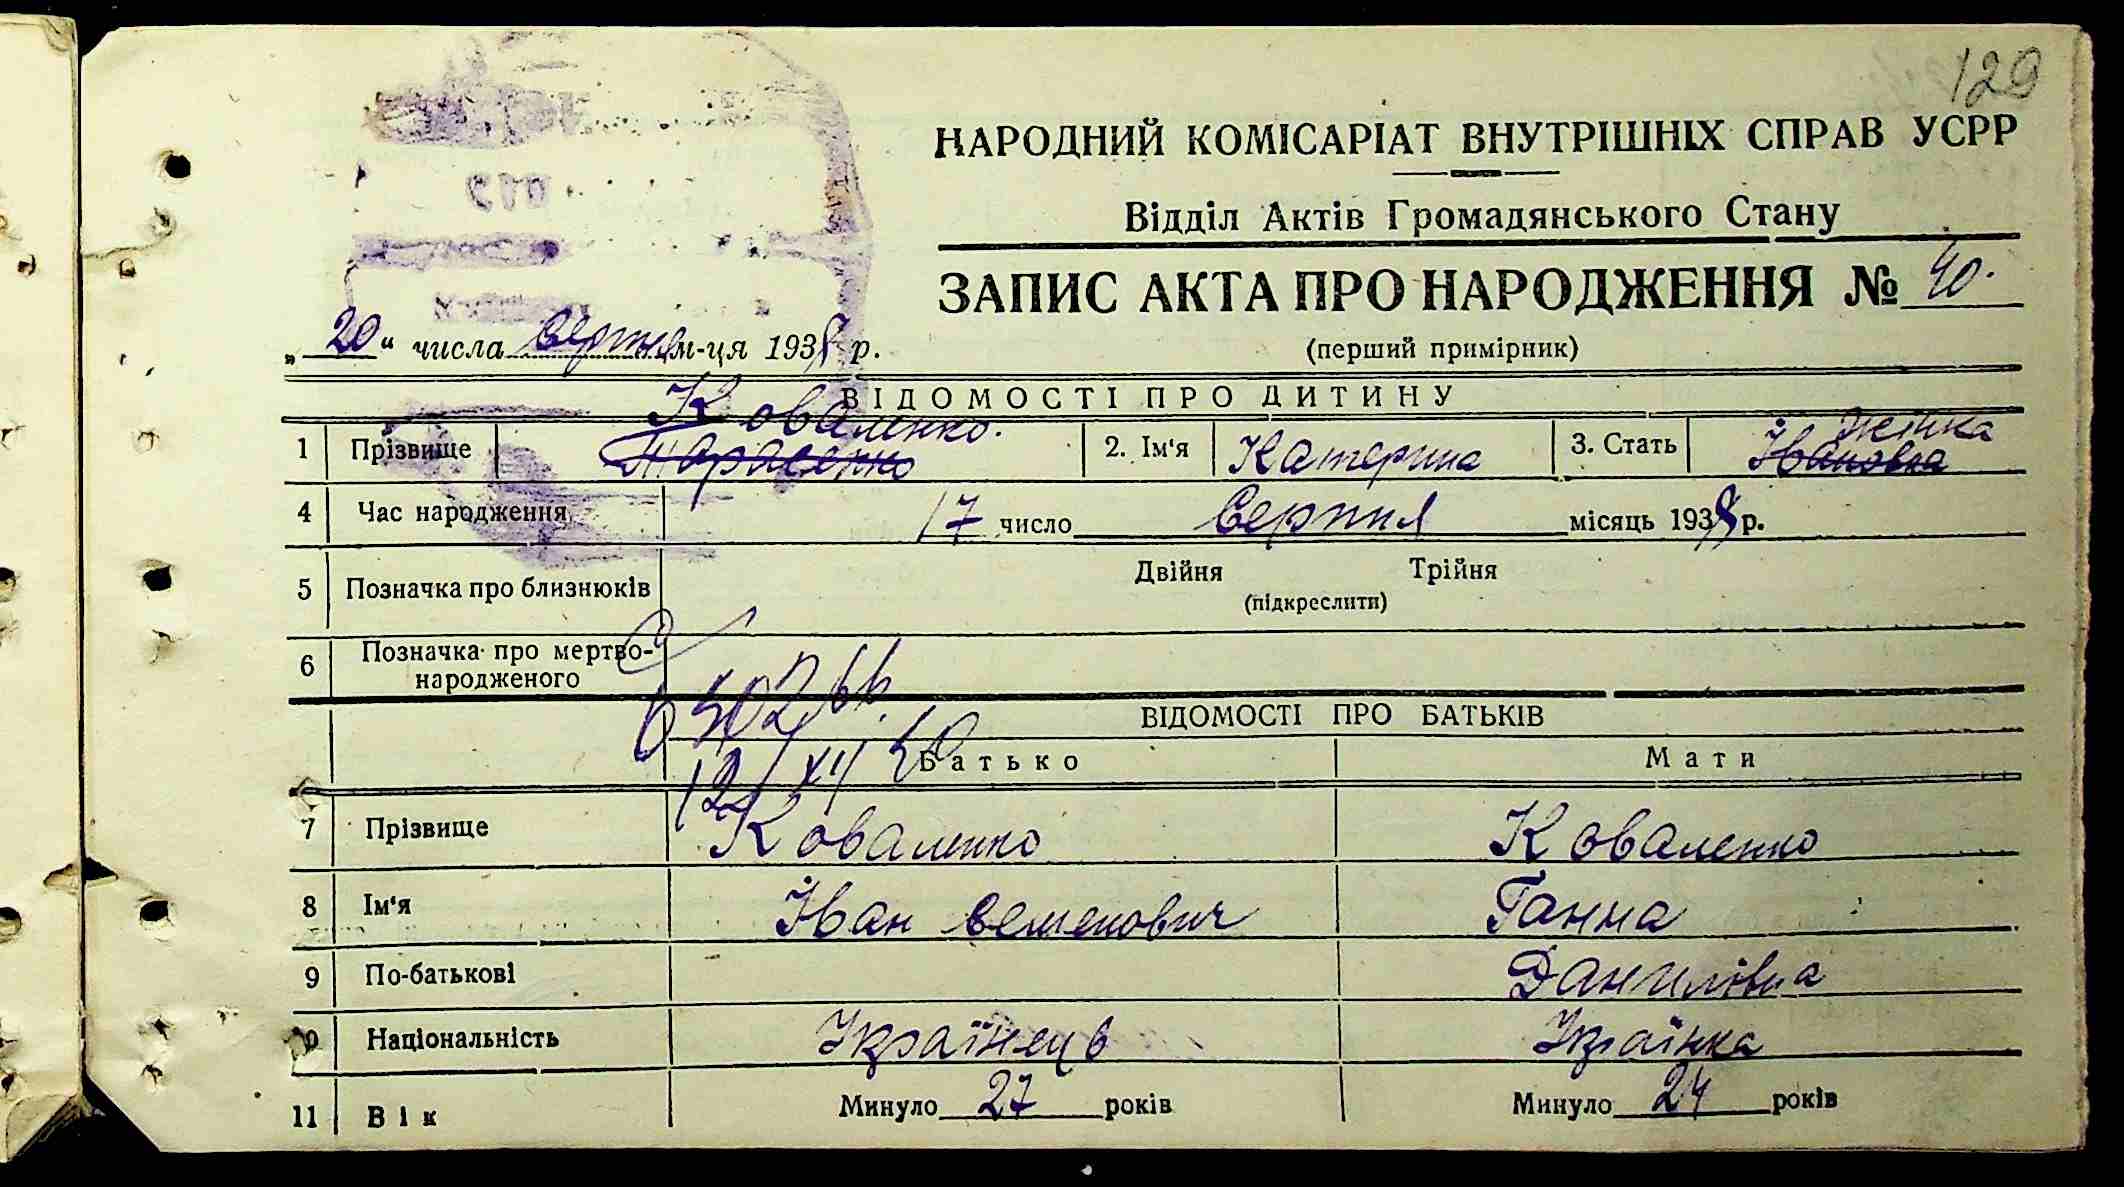 129
НАРОДНИЙ КОМІСАРІАТ ВНУТРІШНІХ СПРАВ УСРР
Відділ Актів Громадянського Стану
ЗАПИС АКТА ПРО НАРОДЖЕННЯ № 40.
(перший примірник)
„ 20 “ числа Серпня м-ця 1938 р.
ВІДОМОСТІ ПРО ДИТИНУ
Коваленко.
1 Прізвище Тарасенко 2. Ім'я Катерина 3. Стать Жінка Івановна
4 Час народження 17 число Серпня місяць 1938 р.
5 Позначка про близнюків Двійня Трійня
(підкреслити)
6 Позначка про мертво-
народженого
ВІДОМОСТІ ПРО БАТЬКІВ
Батько Мати
7 Прізвище Коваленко Коваленко
8 Ім'я Іван Семенович Ганна
9 По-батькові Данилівна
Національність Українець Українка
11 Вік Минуло 27 років Минуло 24 років